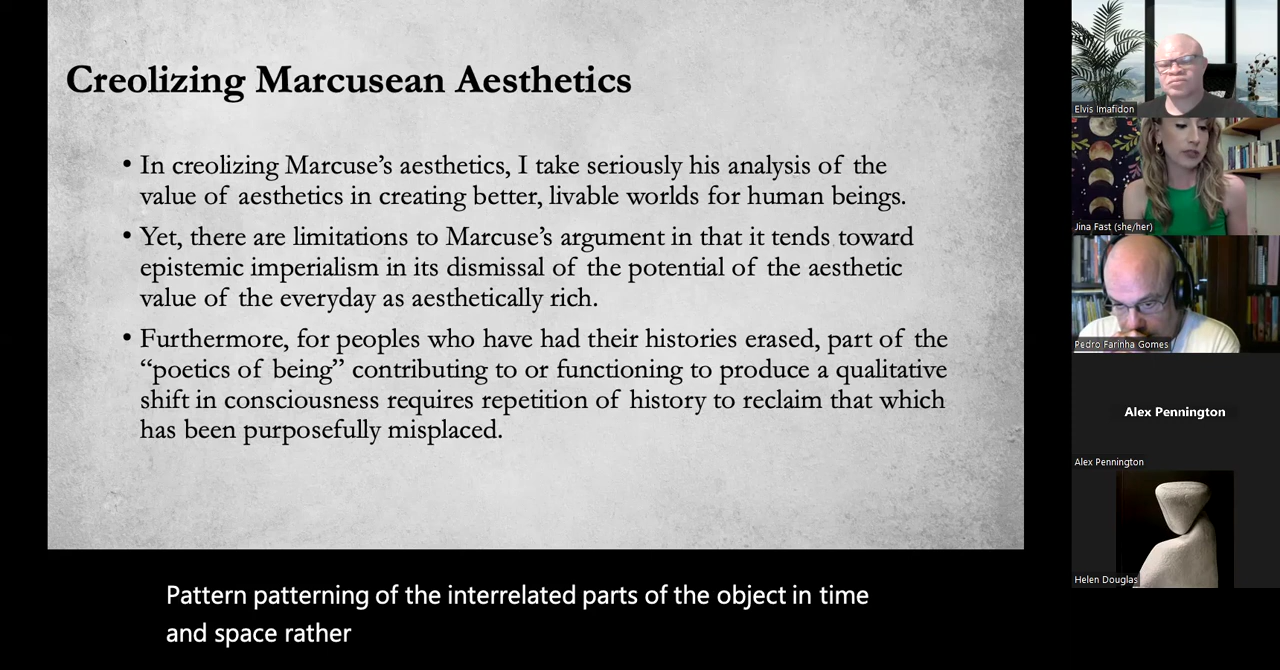 Creolizing Marcusean Aesthetics
• In creolizing Marcuse’s aesthetics, I take seriously his analysis of the
value of aesthetics in creating better, livable worlds for human beings.
• Yet, there are limitations to Marcuse’s argument in that it tends toward
epistemic imperialism in its dismissal of the potential of the aesthetic
value of the everyday as aesthetically rich.
• Furthermore, for peoples who have had their histories erased, part of the
“poetics of being” contributing to or functioning to produce a qualitative
shift in consciousness requires repetition of history to reclaim that which
has been purposefully misplaced.
Pattern patterning of the interrelated parts of the object in time
and space rather
Elvis Imafidon
Jina Fast (she/her)
Pedro Farinha Gomes
Alex Pennington
Alex Pennington
Helen Douglas